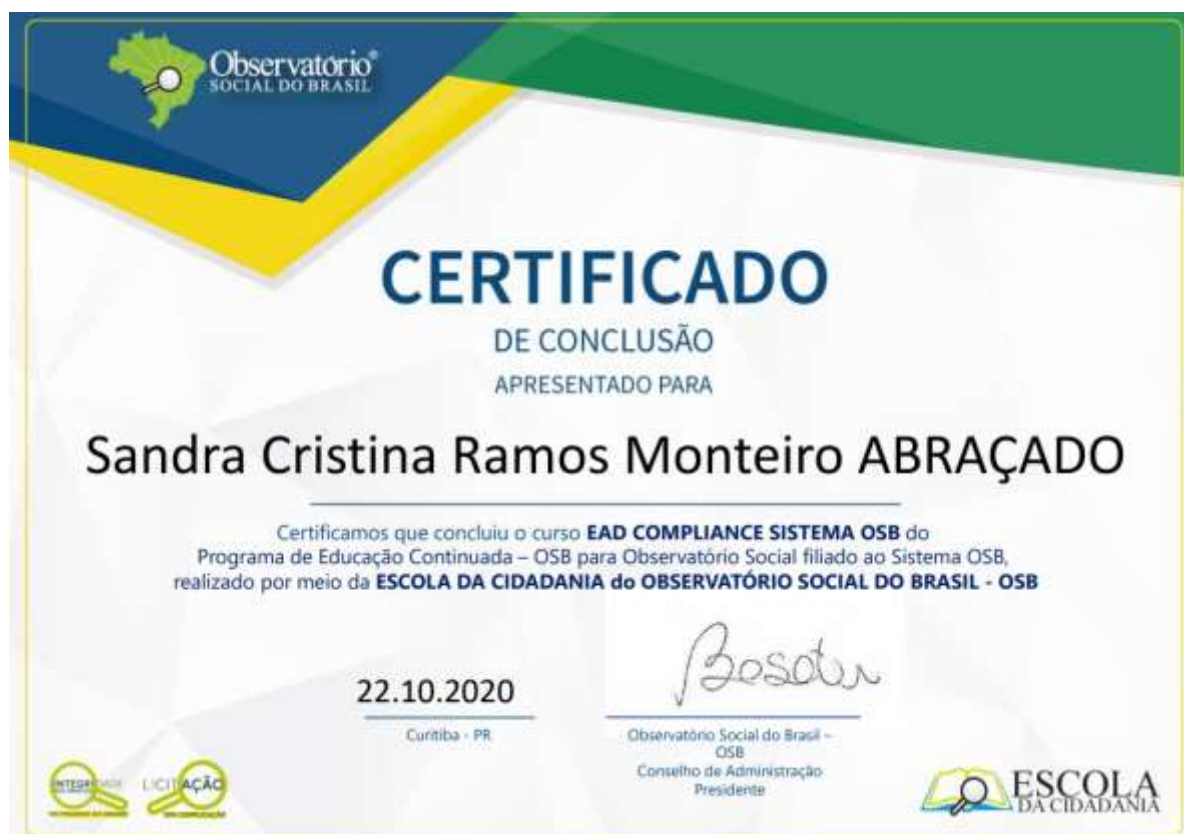 Observatório®
SOCIAL DO BRASIL
CERTIFICADO
DE CONCLUSÃO
APRESENTADO PARA
Sandra Cristina Ramos Monteiro ABRAÇADO
Certificamos que concluiu o curso EAD COMPLIANCE SISTEMA OSB do
Programa de Educação Continuada – OSB para Observatório Social filiado ao Sistema OSB,
realizado por meio da ESCOLA DA CIDADANIA do OBSERVATÓRIO SOCIAL DO BRASIL - OSB
22.10.2020
Curitiba - PR
Observatório Social do Brasil –
OSB
Conselho de Administração
Presidente
INTEGRIDADE
LICITAÇÃO
ESCOLA
DA CIDADANIA